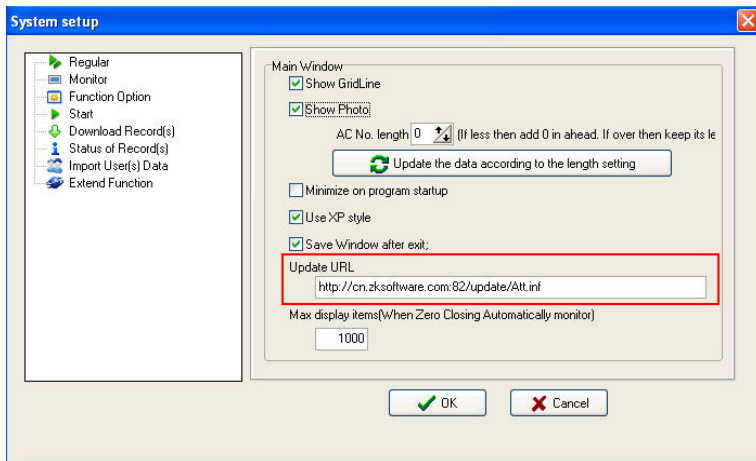 System setup
Regular
Monitor
Function Option
Start
Download Record(s)
Status of Record(s)
Import User(s) Data
Extend Function
Main Window
Show GridLine
Show Photo
AC No. length 0 (If less then add 0 in ahead. If over then keep its le
Update the data according to the length setting
Minimize on program startup
Use XP style
Save Window after exit;
Update URL
http://cn.zksoftware.com:82/update/Att.inf
Max display items(When Zero Closing Automatically monitor)
1000
OK Cancel